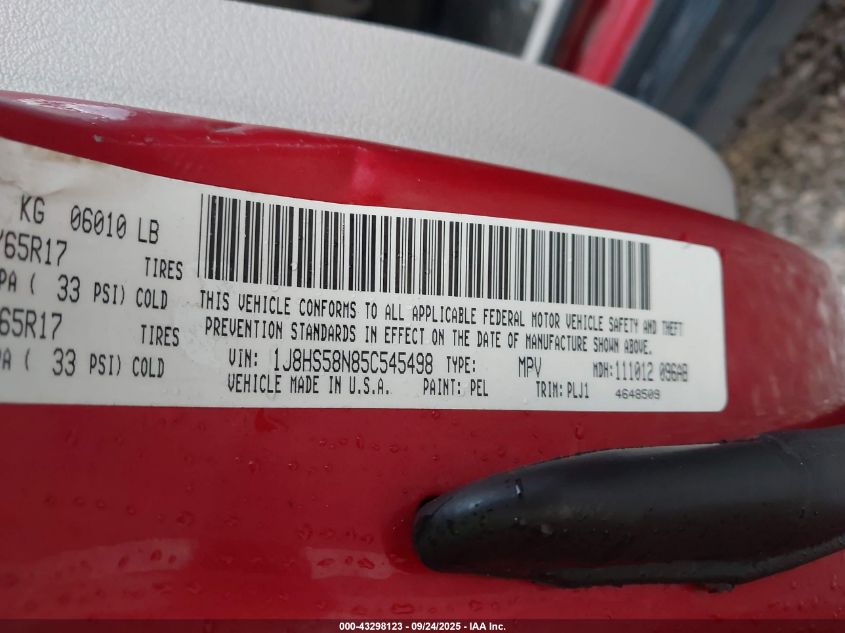 KG 06010 LB
65R17 TIRES
PA ( 33 PSI) COLD
65R17 TIRES
PA ( 33 PSI) COLD
THIS VEHICLE CONFORMS TO ALL APPLICABLE FEDERAL MOTOR VEHICLE SAFETY AND THEFT
PREVENTION STANDARDS IN EFFECT ON THE DATE OF MANUFACTURE SHOWN ABOVE.
VIN: 1J8HS58N85C545498 TYPE: MPV MDH: 111012 096AB
VEHICLE MADE IN U.S.A. PAINT: PEL TRIM: PLJ1 4648509
000-43298123 - 09/24/2025 - IAA Inc.